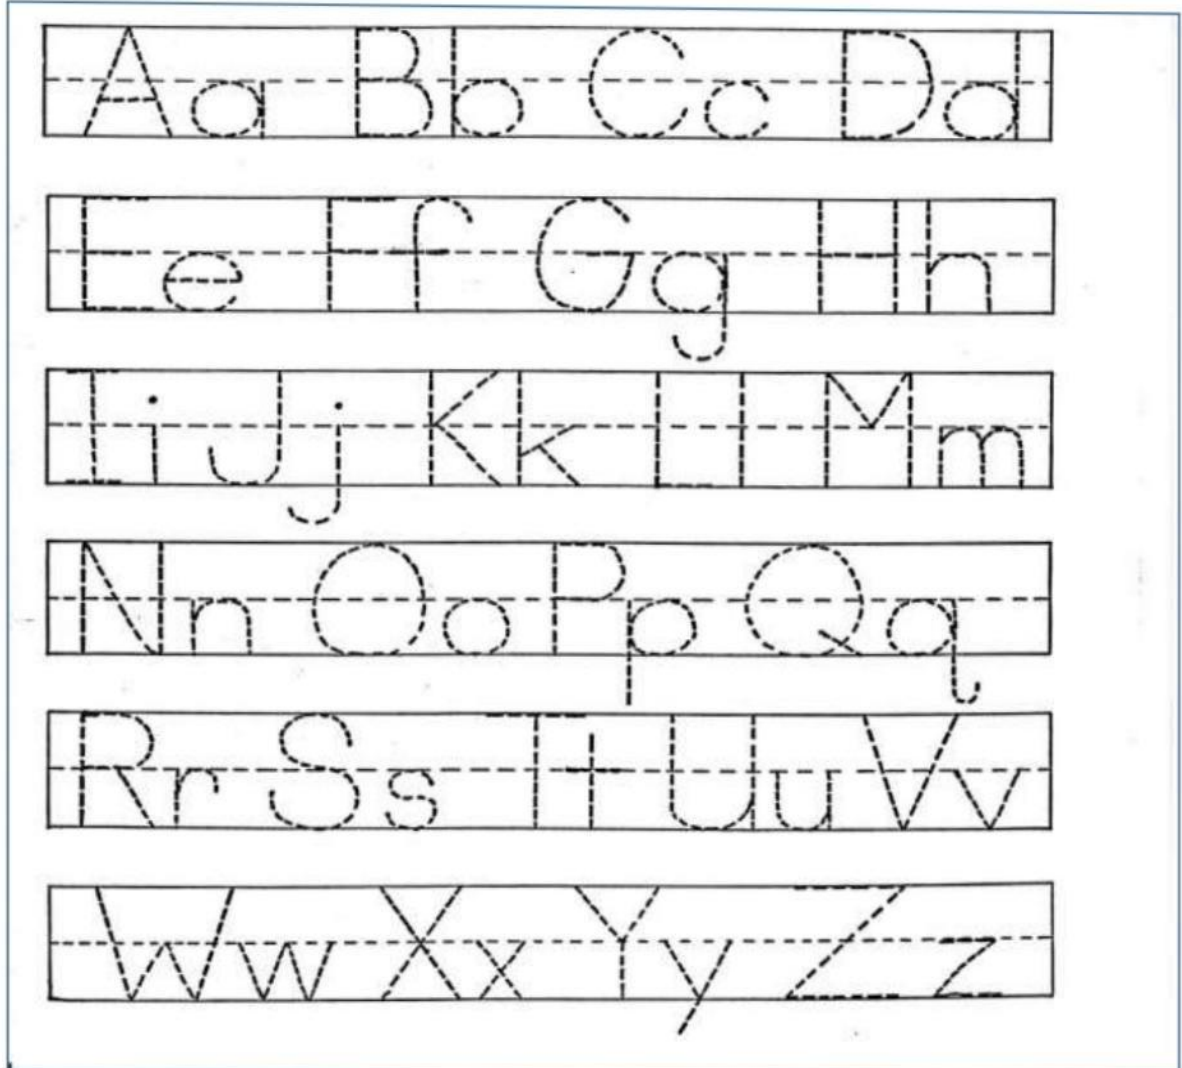 Aa Bb Cc Dd
Ee Ff Gg Hh
Ii Jj Kk Ll Mm
Nn Oo Pp Qq
Rr Ss Tt Uu Vv
Ww Xx Yy Zz